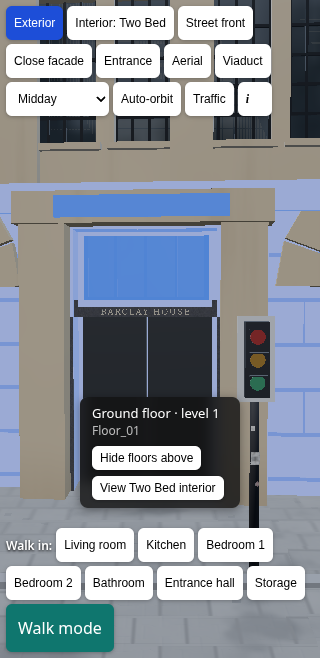 Exterior
Interior: Two Bed
Street front
Close facade
Entrance
Aerial
Viaduct
Midday
Auto-orbit
Traffic
i
BARCLAY HOUSE
Ground floor · level 1
Floor_01
Hide floors above
View Two Bed interior
Walk in:
Living room
Kitchen
Bedroom 1
Bedroom 2
Bathroom
Entrance hall
Storage
Walk mode